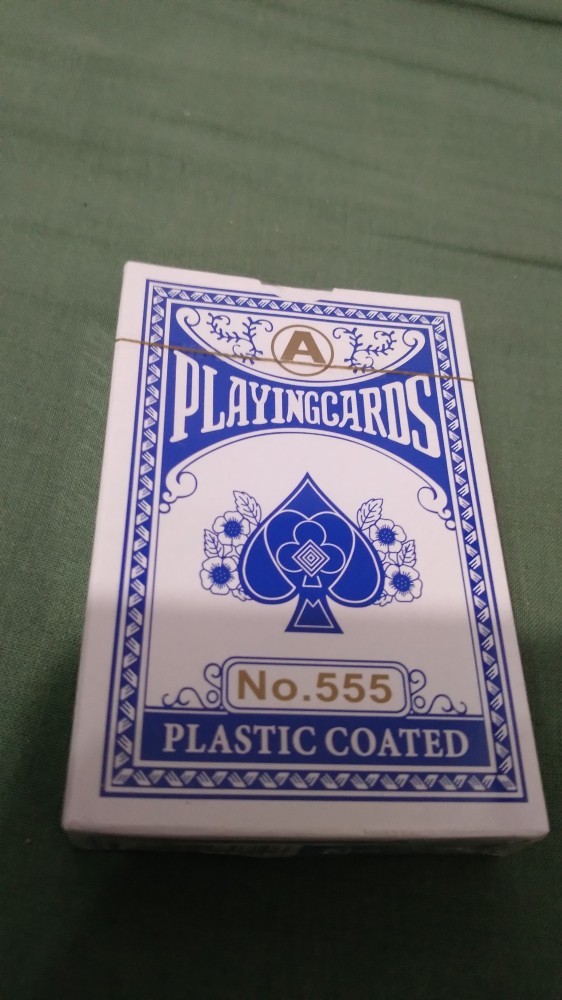 A
PLAYINGCARDS
No.555
PLASTIC COATED